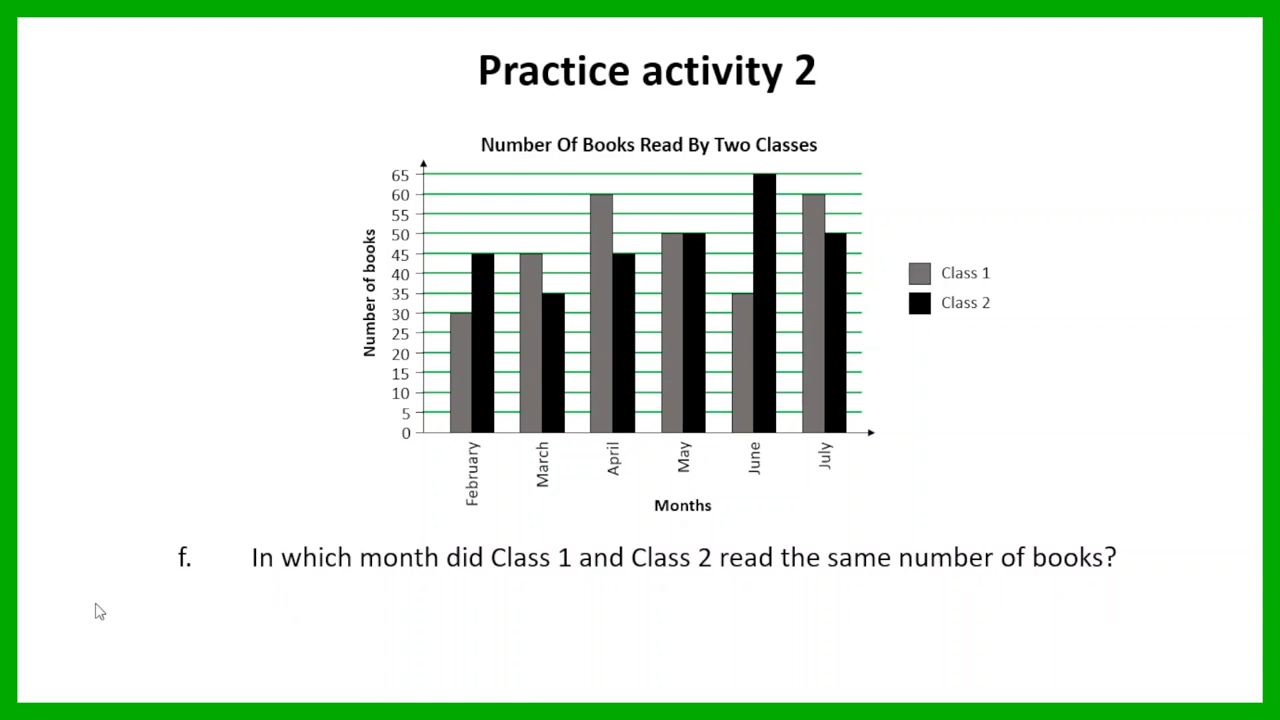 Practice activity 2
Number Of Books Read By Two Classes
Number of books
65
60
55
50
45
40
35
30
25
20
15
10
5
0
Class 1
Class 2
February
March
April
May
June
July
Months
f. In which month did Class 1 and Class 2 read the same number of books?